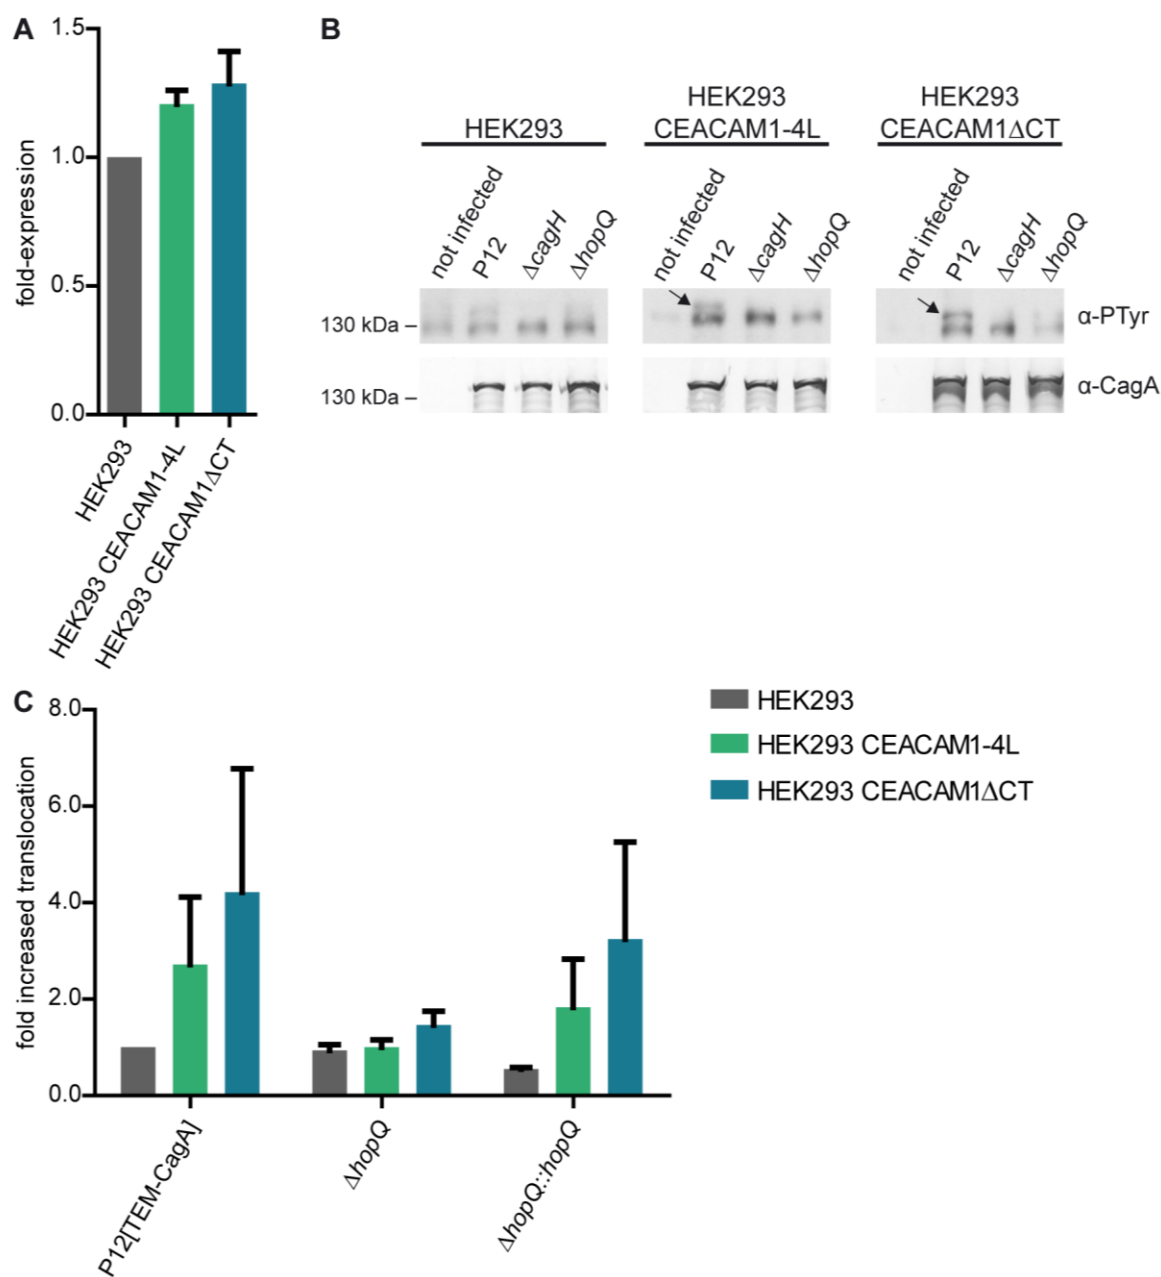 A
1.5
1.0
0.5
0.0
fold-expression
HEK293
HEK293 CEACAM1-4L
HEK293 CEACAM1ΔCT
B
HEK293
HEK293
CEACAM1-4L
HEK293
CEACAM1ΔCT
not infected
P12
ΔcagH
ΔhopQ
not infected
P12
ΔcagH
ΔhopQ
not infected
P12
ΔcagH
ΔhopQ
130 kDa
α-PTyr
130 kDa
α-CagA
C
8.0
6.0
4.0
2.0
0.0
fold increased translocation
P12[TEM-CagA]
ΔhopQ
ΔhopQ::hopQ
HEK293
HEK293 CEACAM1-4L
HEK293 CEACAM1ΔCT